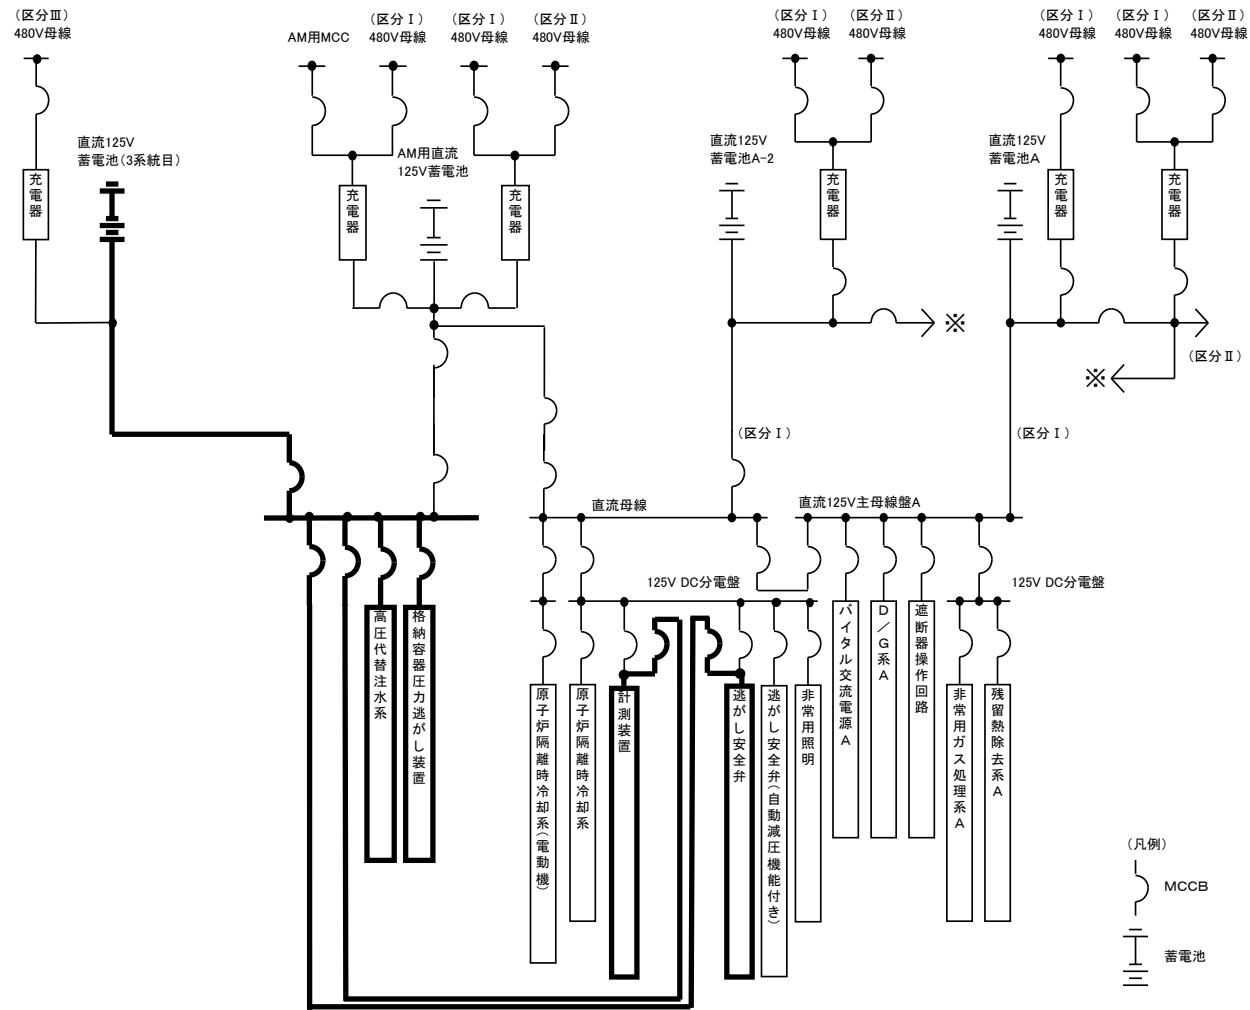 (区分Ⅲ)
480V母線
AM用MCC
(区分Ⅰ)
480V母線
(区分Ⅰ)
480V母線
(区分Ⅱ)
480V母線
(区分Ⅰ)
480V母線
(区分Ⅱ)
480V母線
(区分Ⅰ)
480V母線
(区分Ⅰ)
480V母線
(区分Ⅱ)
480V母線
直流125V
蓄電池(3系統目)
AM用直流
125V蓄電池
直流125V
蓄電池A-2
直流125V
蓄電池A
充電器
充電器
充電器
充電器
充電器
充電器
※
(区分Ⅱ)
※
(区分Ⅰ)
(区分Ⅰ)
直流母線
直流125V主母線盤A
125V DC分電盤
125V DC分電盤
高圧代替注水系
格納容器圧力逃がし装置
原子炉隔離時冷却系(電動機)
原子炉隔離時冷却系
計測装置
逃がし安全弁
逃がし安全弁(自動減圧機能付き)
非常用照明
バイタル交流電源A
D/G系A
遮断器操作回路
非常用ガス処理系A
残留熱除去系A
(凡例)
MCCB
蓄電池